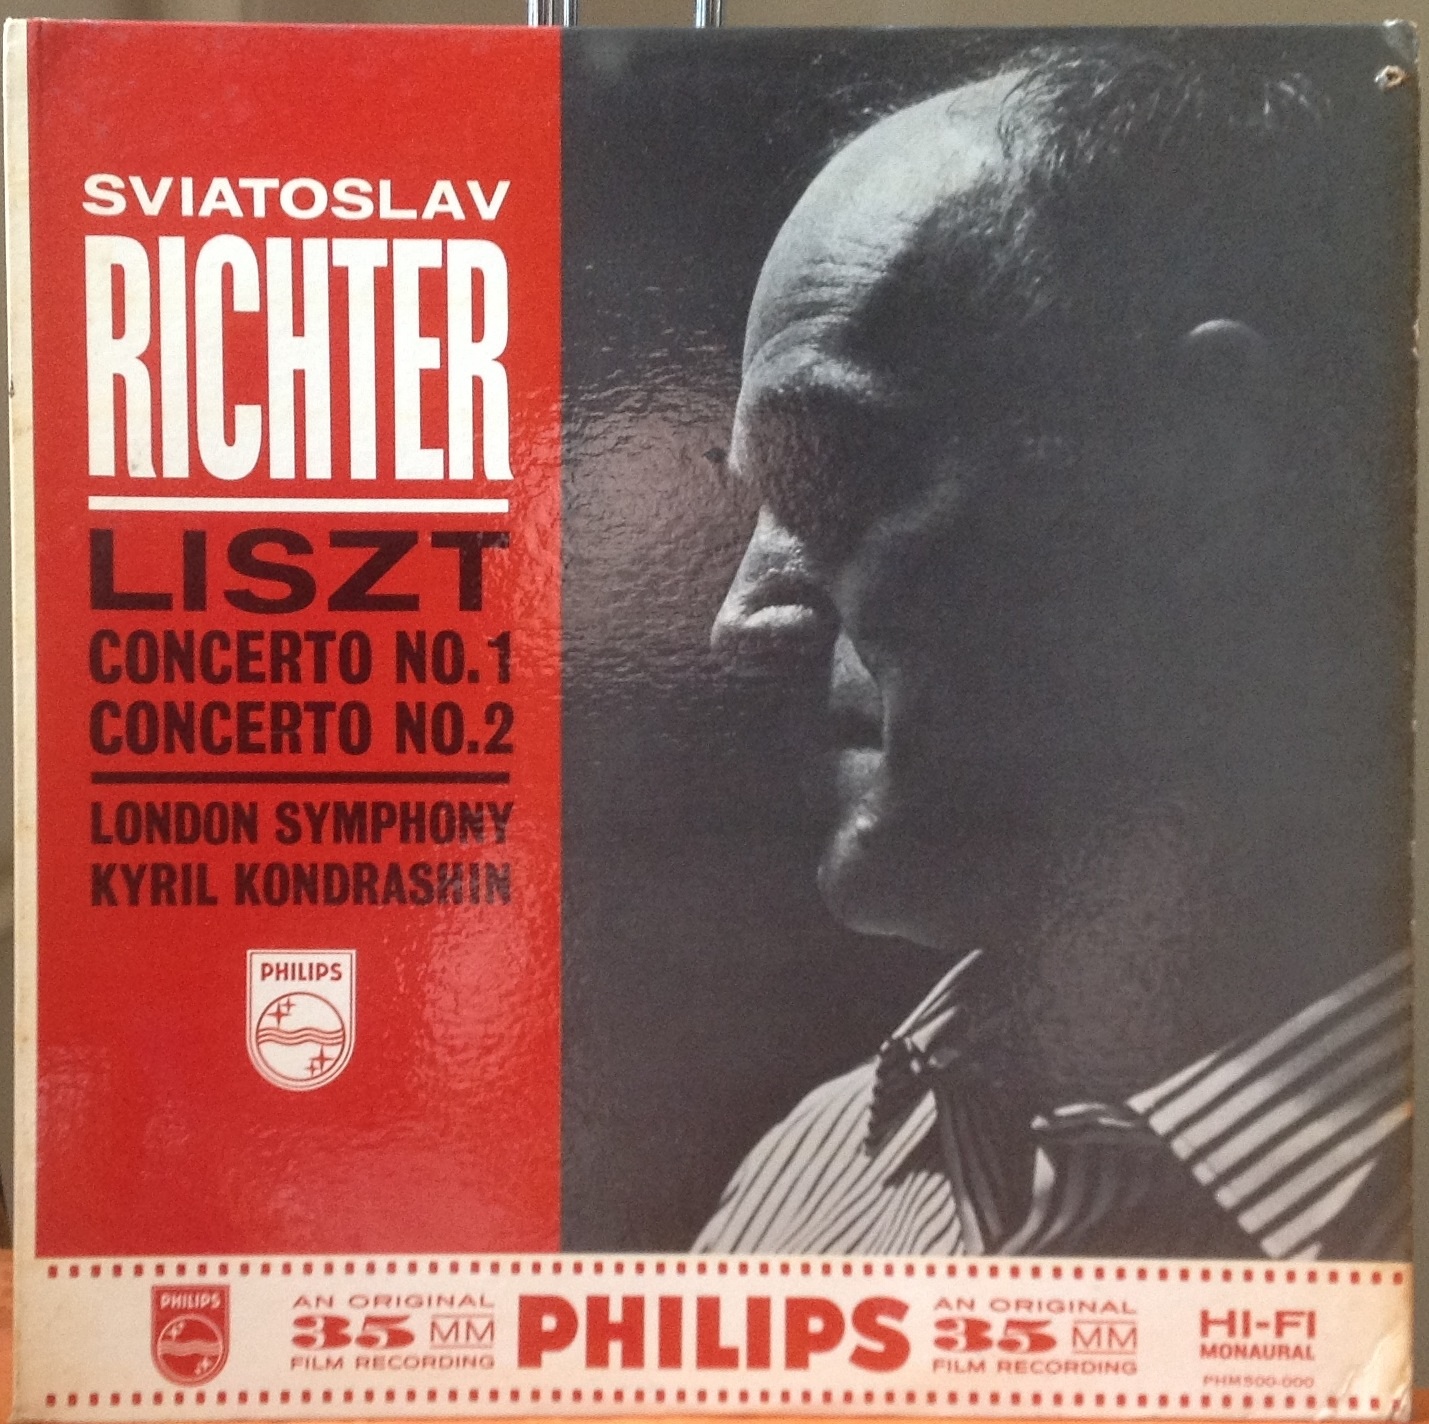 SVIATOSLAV
RICHTER
LISZT
CONCERTO NO. 1
CONCERTO NO. 2
LONDON SYMPHONY
KYRIL KONDRASHIN
PHILIPS
PHILIPS
AN ORIGINAL
35 MM
FILM RECORDING
PHILIPS
AN ORIGINAL
35 MM
FILM RECORDING
HI-FI
MONAURAL
PHM500-000